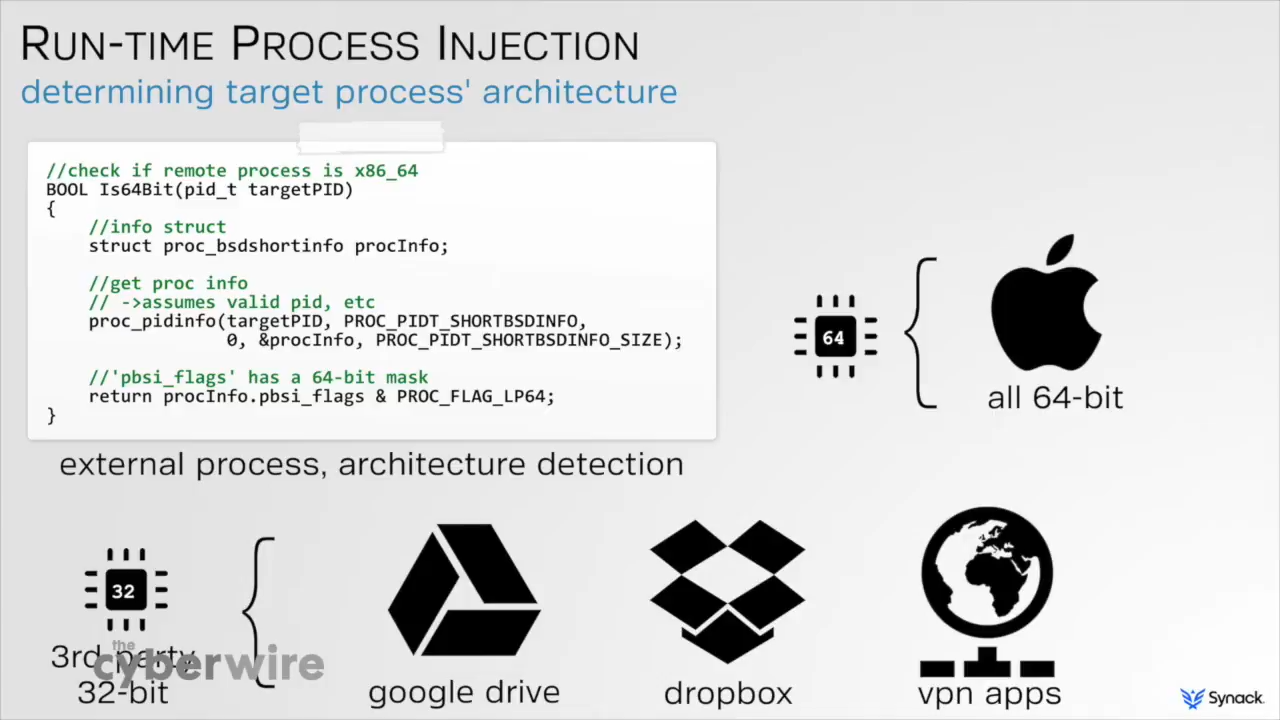 RUN-TIME PROCESS INJECTION
determining target process' architecture
//check if remote process is x86_64
BOOL Is64Bit(pid_t targetPID)
{
//info struct
struct proc_bsdshortinfo procInfo;
//get proc info
// ->assumes valid pid, etc
proc_pidinfo(targetPID, PROC_PIDT_SHORTBSDINFO,
0, &procInfo, PROC_PIDT_SHORTBSDINFO_SIZE);
//'pbsi_flags' has a 64-bit mask
return procInfo.pbsi_flags & PROC_FLAG_LP64;
}
external process, architecture detection
64
all 64-bit
32
3rd party
32-bit
the
cyberwire
google drive
dropbox
vpn apps
Synack